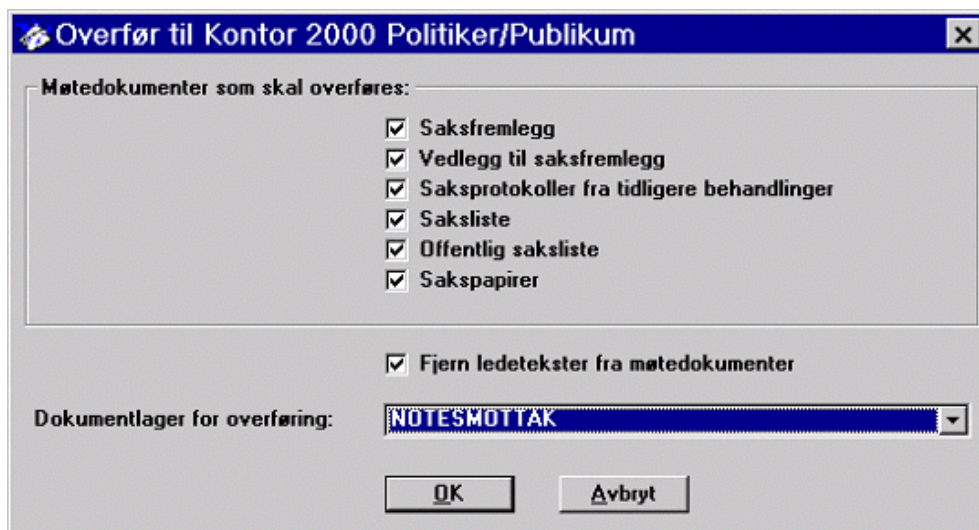 Overfør til Kontor 2000 Politiker/Publikum
Møtedokumenter som skal overføres:
Saksfremlegg
Vedlegg til saksfremlegg
Saksprotokoller fra tidligere behandlinger
Saksliste
Offentlig saksliste
Sakspapirer
Fjern ledetekster fra møtedokumenter
Dokumentlager for overføring: NOTESMOTTAK
OK Avbryt